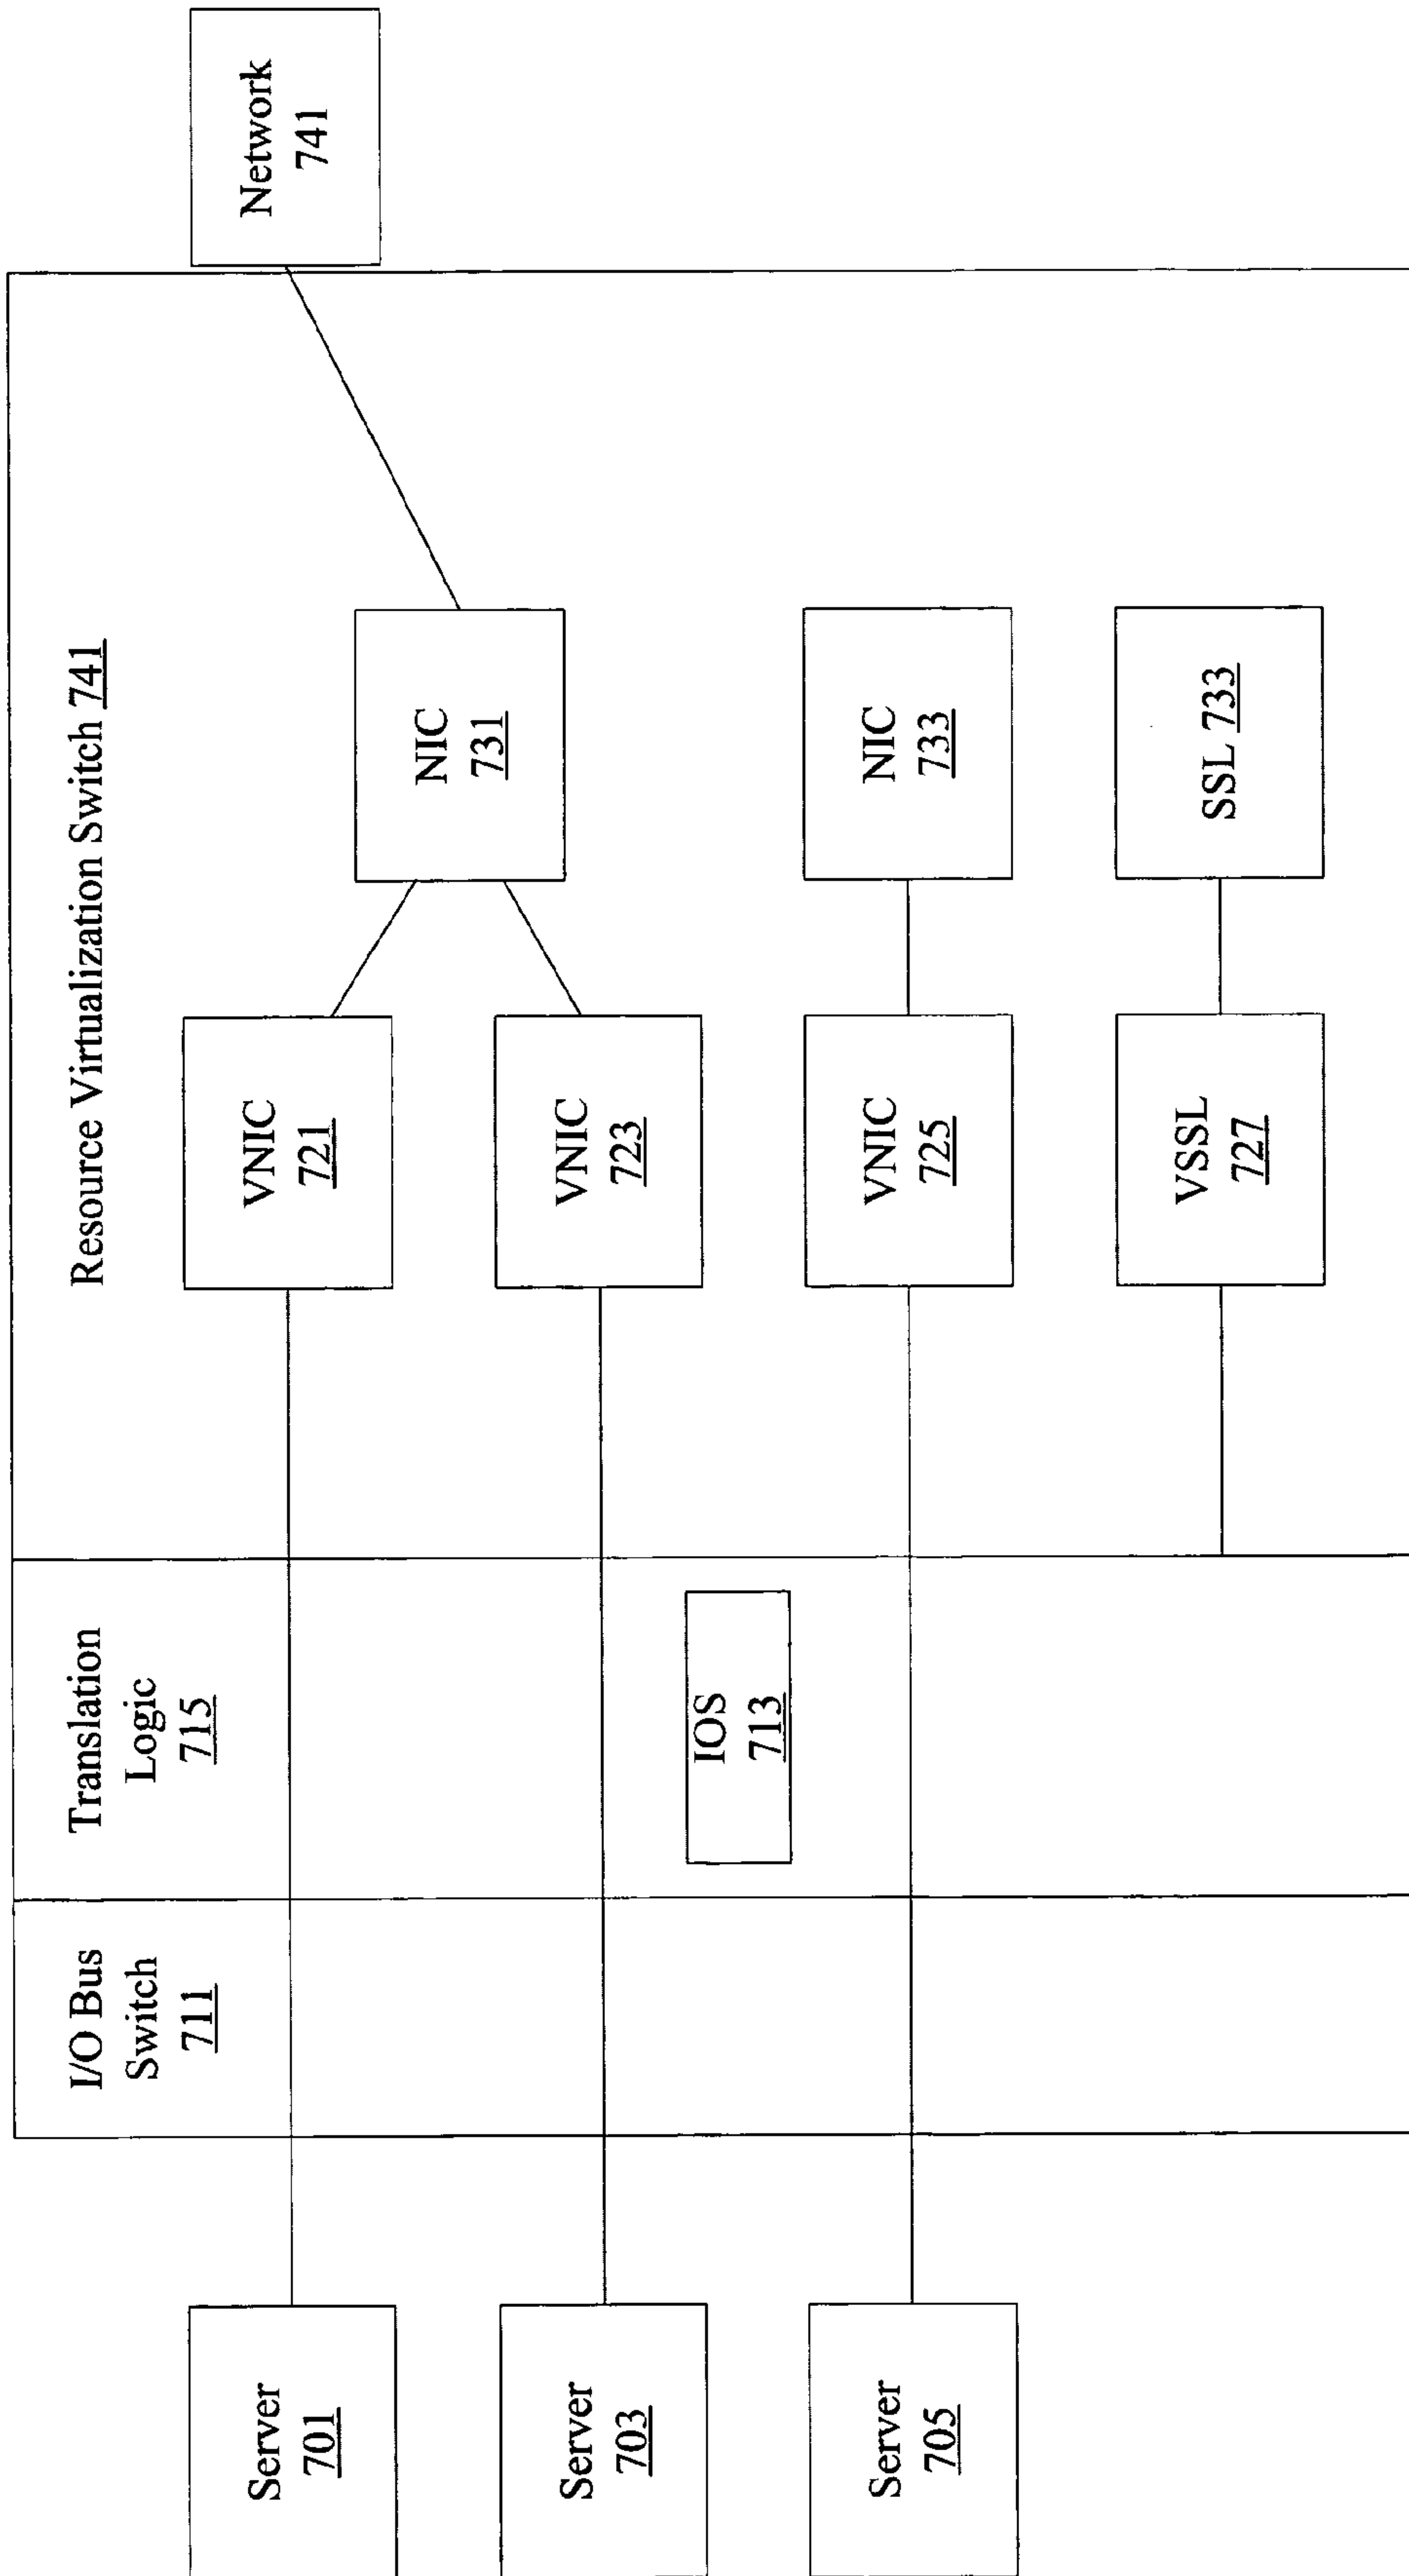 Resource Virtualization Switch 741
I/O Bus
Switch
711
Translation
Logic
715
Server
701
VNIC
721
Network
741
NIC
731
Server
703
VNIC
723
IOS
713
Server
705
VNIC
725
NIC
733
VSSL
727
SSL 733